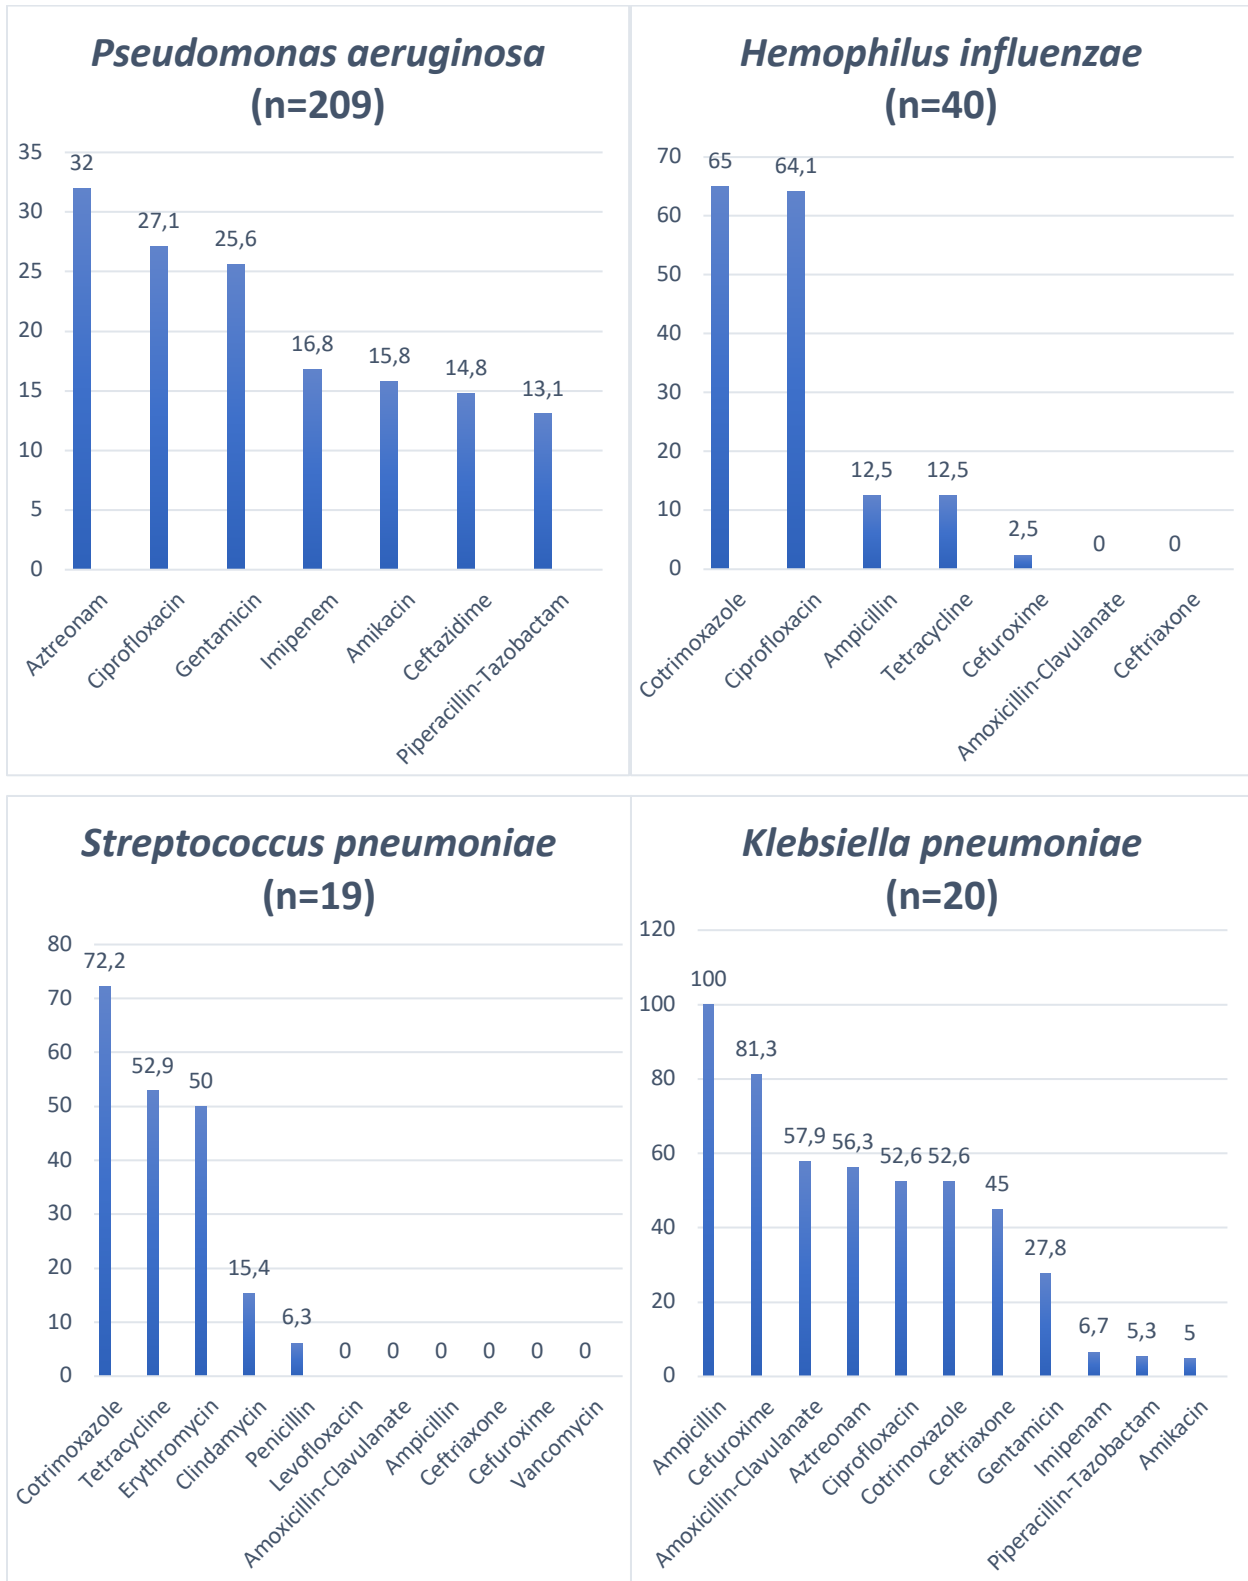 Pseudomonas aeruginosa
(n=209)
35
30
25
20
15
10
5
0
32
27,1
25,6
16,8
15,8
14,8
13,1
Aztreonam
Ciprofloxacin
Gentamicin
Imipenem
Amikacin
Ceftazidime
Piperacillin-Tazobactam
Hemophilus influenzae
(n=40)
70
60
50
40
30
20
10
0
65
64,1
12,5
12,5
2,5
0
0
Cotrimoxazole
Ciprofloxacin
Ampicillin
Tetracycline
Cefuroxime
Amoxicillin-Clavulanate
Ceftriaxone
Streptococcus pneumoniae
(n=19)
80
70
60
50
40
30
20
10
0
72,2
52,9
50
15,4
6,3
0
0
0
0
0
0
Cotrimoxazole
Tetracycline
Erythromycin
Clindamycin
Penicillin
Levofloxacin
Amoxicillin-Clavulanate
Ampicillin
Ceftriaxone
Cefuroxime
Vancomycin
Klebsiella pneumoniae
(n=20)
120
100
80
60
40
20
0
100
81,3
57,9
56,3
52,6
52,6
45
27,8
6,7
5,3
5
Ampicillin
Cefuroxime
Amoxicillin-Clavulanate
Aztreonam
Ciprofloxacin
Cotrimoxazole
Ceftriaxone
Gentamicin
Imipenam
Piperacillin-Tazobactam
Amikacin